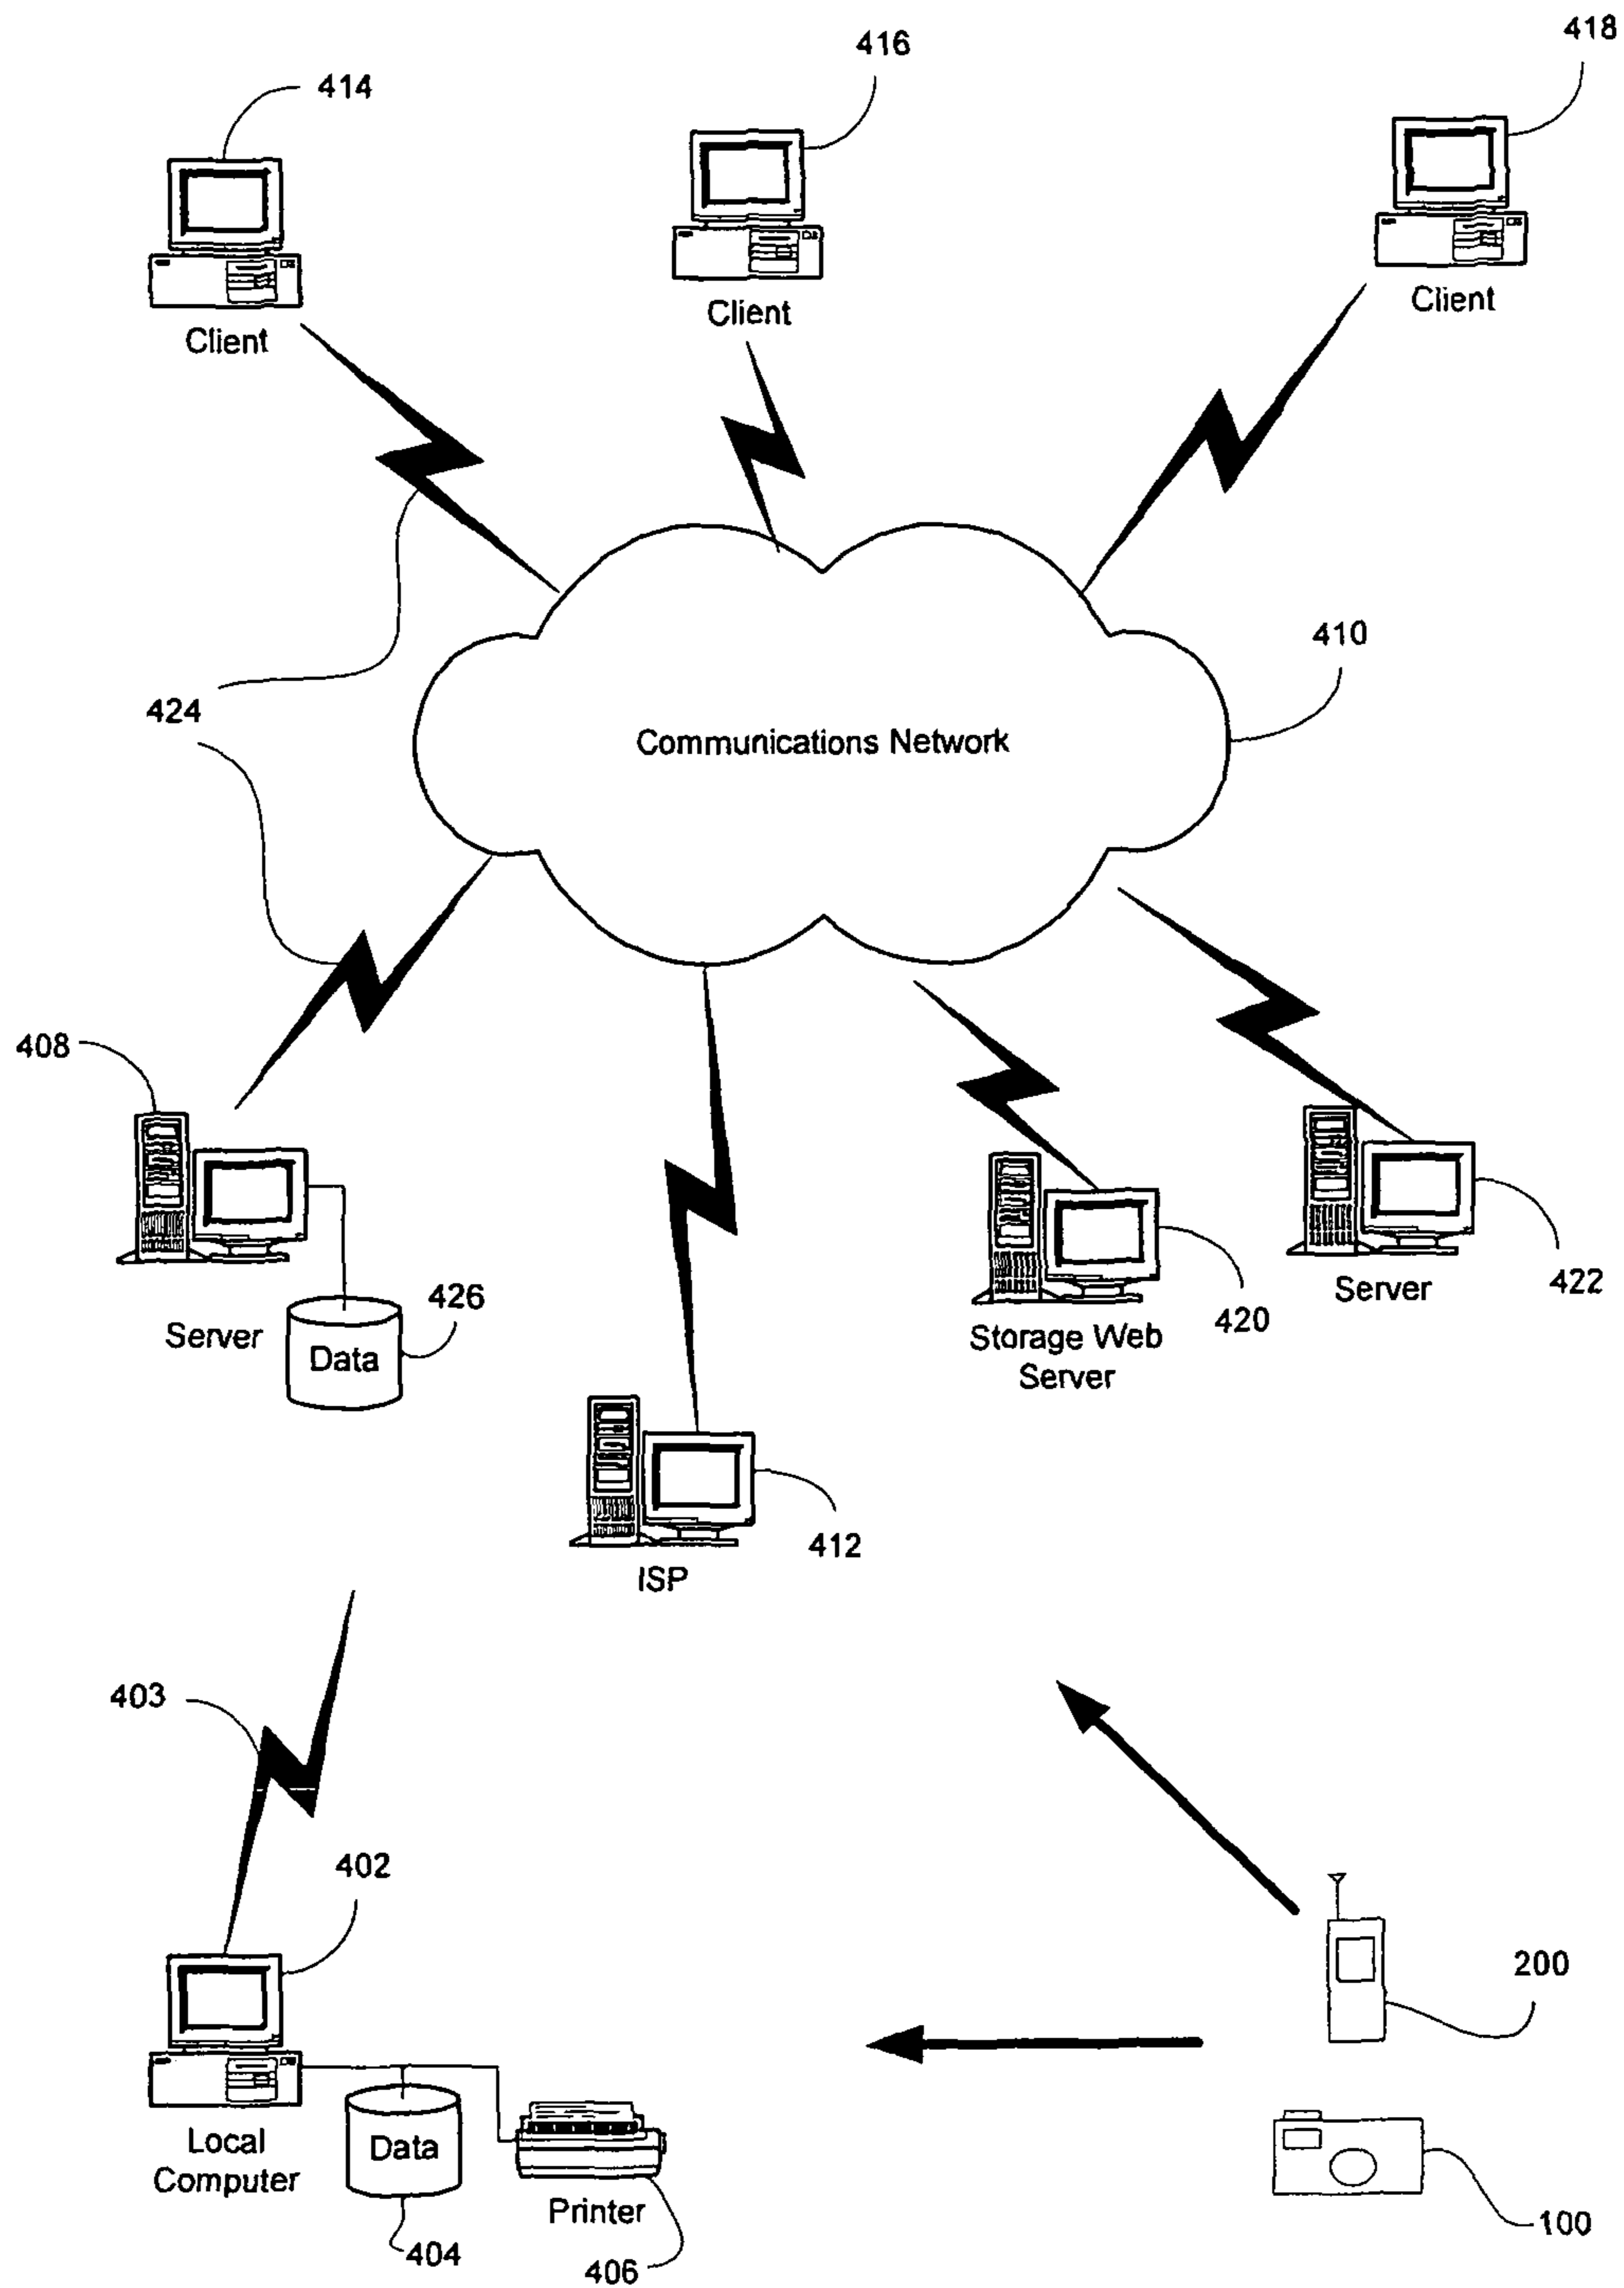 418
416
414
Client
Client
Client
410
424
Communications Network
408
426
Server
Data
420
422
Server
Storage Web
Server
412
ISP
403
402
200
Local
Computer
Data
Printer
404
406
100